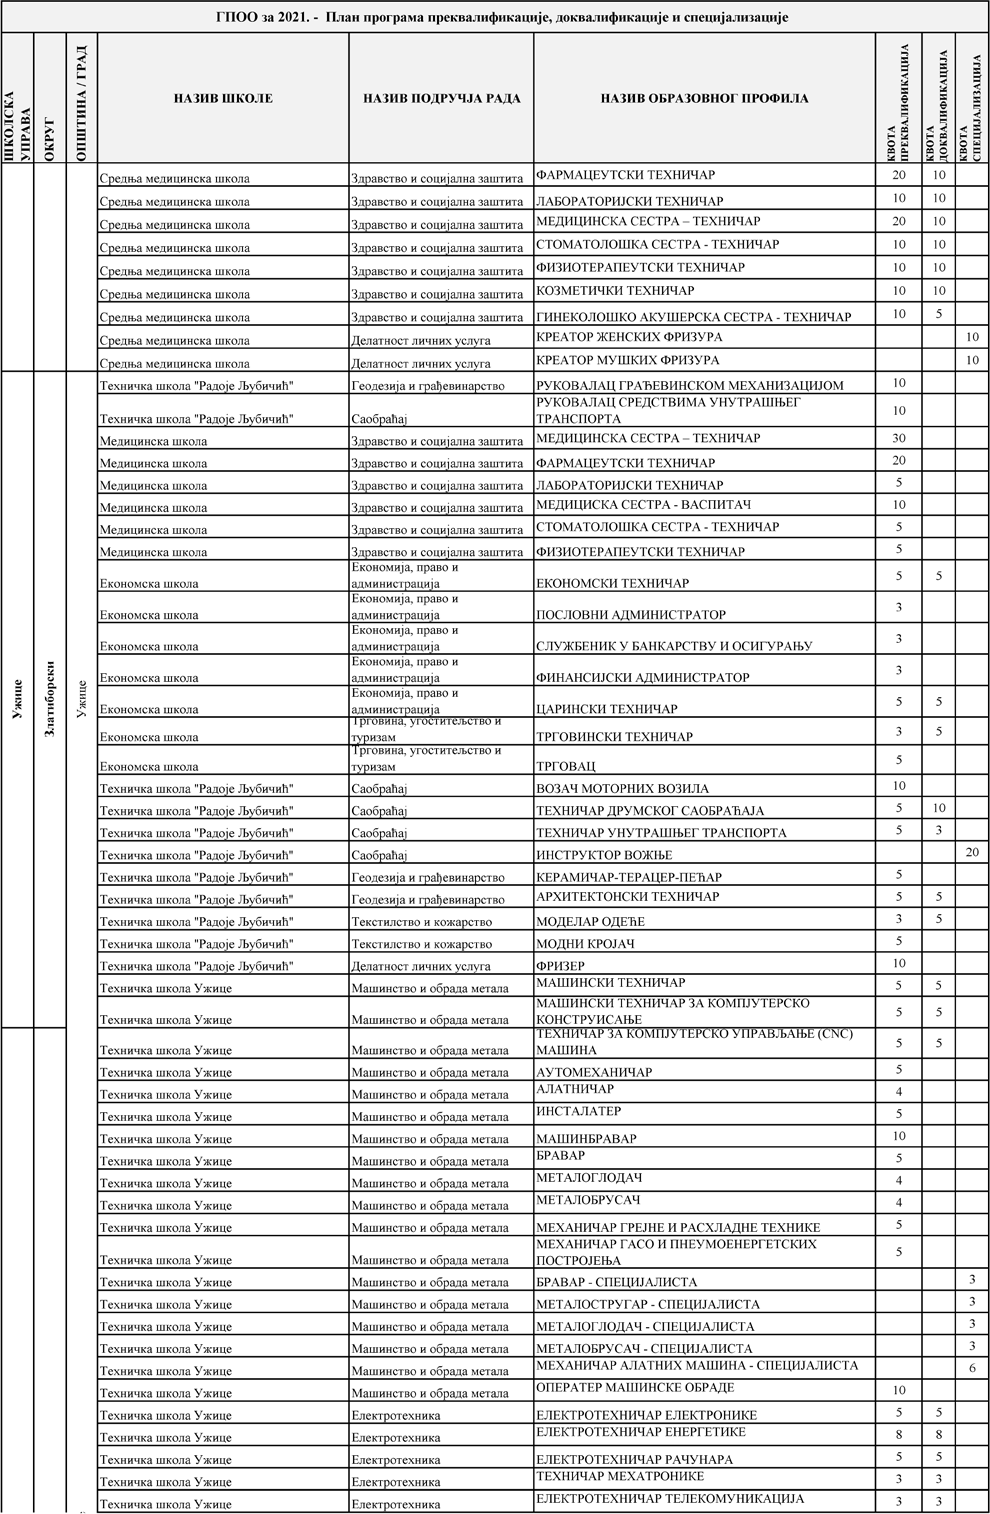 ГПОО за 2021. - План програма преквалификације, доквалификације и специјализације
ШКОЛСКА УПРАВА ОКРУГ ОПШТИНА / ГРАД НАЗИВ ШКОЛЕ НАЗИВ ПОДРУЧЈА РАДА НАЗИВ ОБРАЗОВНОГ ПРОФИЛА КВОТА ПРЕКВАЛИФИКАЦИЈА КВОТА ДОКВАЛИФИКАЦИЈА КВОТА СПЕЦИЈАЛИЗАЦИЈА
Средња медицинска школа Здравство и социјална заштита ФАРМАЦЕУТСКИ ТЕХНИЧАР 20 10
Средња медицинска школа Здравство и социјална заштита ЛАБОРАТОРИЈСКИ ТЕХНИЧАР 10 10
Средња медицинска школа Здравство и социјална заштита МЕДИЦИНСКА СЕСТРА – ТЕХНИЧАР 20 10
Средња медицинска школа Здравство и социјална заштита СТОМАТОЛОШКА СЕСТРА - ТЕХНИЧАР 10 10
Средња медицинска школа Здравство и социјална заштита ФИЗИОТЕРАПЕУТСКИ ТЕХНИЧАР 10 10
Средња медицинска школа Здравство и социјална заштита КОЗМЕТИЧКИ ТЕХНИЧАР 10 10
Средња медицинска школа Здравство и социјална заштита ГИНЕКОЛОШКО АКУШЕРСКА СЕСТРА - ТЕХНИЧАР 10 5
Средња медицинска школа Делатност личних услуга КРЕАТОР ЖЕНСКИХ ФРИЗУРА 10
Средња медицинска школа Делатност личних услуга КРЕАТОР МУШКИХ ФРИЗУРА 10
Ужице Златиборски Ужице
Техничка школа "Радоје Љубичић" Геодезија и грађевинарство РУКОВАЛАЦ ГРАЂЕВИНСКОМ МЕХАНИЗАЦИЈОМ 10
Техничка школа "Радоје Љубичић" Саобраћај РУКОВАЛАЦ СРЕДСТВИМА УНУТРАШЊЕГ
ТРАНСПОРТА 10
Медицинска школа Здравство и социјална заштита МЕДИЦИНСКА СЕСТРА – ТЕХНИЧАР 30
Медицинска школа Здравство и социјална заштита ФАРМАЦЕУТСКИ ТЕХНИЧАР 20
Медицинска школа Здравство и социјална заштита ЛАБОРАТОРИЈСКИ ТЕХНИЧАР 5
Медицинска школа Здравство и социјална заштита МЕДИЦИСКА СЕСТРА - ВАСПИТАЧ 10
Медицинска школа Здравство и социјална заштита СТОМАТОЛОШКА СЕСТРА - ТЕХНИЧАР 5
Медицинска школа Здравство и социјална заштита ФИЗИОТЕРАПЕУТСКИ ТЕХНИЧАР 5
Економска школа Економија, право и
администрација ЕКОНОМСКИ ТЕХНИЧАР 5 5
Економска школа Економија, право и
администрација ПОСЛОВНИ АДМИНИСТРАТОР 3
Економска школа Економија, право и
администрација СЛУЖБЕНИК У БАНКАРСТВУ И ОСИГУРАЊУ 3
Економска школа Економија, право и
администрација ФИНАНСИЈСКИ АДМИНИСТРАТОР 3
Економска школа Економија, право и
администрација ЦАРИНСКИ ТЕХНИЧАР 5 5
Економска школа Трговина, угоститељство и
туризам ТРГОВИНСКИ ТЕХНИЧАР 3 5
Економска школа Трговина, угоститељство и
туризам ТРГОВАЦ 5
Техничка школа "Радоје Љубичић" Саобраћај ВОЗАЧ МОТОРНИХ ВОЗИЛА 10
Техничка школа "Радоје Љубичић" Саобраћај ТЕХНИЧАР ДРУМСКОГ САОБРАЋАЈА 5 10
Техничка школа "Радоје Љубичић" Саобраћај ТЕХНИЧАР УНУТРАШЊЕГ ТРАНСПОРТА 5 3
Техничка школа "Радоје Љубичић" Саобраћај ИНСТРУКТОР ВОЖЊЕ 20
Техничка школа "Радоје Љубичић" Геодезија и грађевинарство КЕРАМИЧАР-ТЕРАЦЕР-ПЕЋАР 5
Техничка школа "Радоје Љубичић" Геодезија и грађевинарство АРХИТЕКТОНСКИ ТЕХНИЧАР 5 5
Техничка школа "Радоје Љубичић" Текстилство и кожарство МОДЕЛАР ОДЕЋЕ 3 5
Техничка школа "Радоје Љубичић" Текстилство и кожарство МОДНИ КРОЈАЧ 5
Техничка школа "Радоје Љубичић" Делатност личних услуга ФРИЗЕР 10
Техничка школа Ужице Машинство и обрада метала МАШИНСКИ ТЕХНИЧАР 5 5
Техничка школа Ужице Машинство и обрада метала МАШИНСКИ ТЕХНИЧАР ЗА КОМПЈУТЕРСКО
КОНСТРУИСАЊЕ 5 5
Техничка школа Ужице Машинство и обрада метала ТЕХНИЧАР ЗА КОМПЈУТЕРСКО УПРАВЉАЊЕ (CNC)
МАШИНА 5 5
Техничка школа Ужице Машинство и обрада метала АУТОМЕХАНИЧАР 5
Техничка школа Ужице Машинство и обрада метала АЛАТНИЧАР 4
Техничка школа Ужице Машинство и обрада метала ИНСТАЛАТЕР 5
Техничка школа Ужице Машинство и обрада метала МАШИНБРАВАР 10
Техничка школа Ужице Машинство и обрада метала БРАВАР 5
Техничка школа Ужице Машинство и обрада метала МЕТАЛОГЛОДАЧ 4
Техничка школа Ужице Машинство и обрада метала МЕТАЛОБРУСАЧ 4
Техничка школа Ужице Машинство и обрада метала МЕХАНИЧАР ГРЕЈНЕ И РАСХЛАДНЕ ТЕХНИКЕ 5
Техничка школа Ужице Машинство и обрада метала МЕХАНИЧАР ГАСО И ПНЕУМОЕНЕРГЕТСКИХ
ПОСТРОЈЕЊА 5
Техничка школа Ужице Машинство и обрада метала БРАВАР - СПЕЦИЈАЛИСТА 3
Техничка школа Ужице Машинство и обрада метала МЕТАЛОСТРУГАР - СПЕЦИЈАЛИСТА 3
Техничка школа Ужице Машинство и обрада метала МЕТАЛОГЛОДАЧ - СПЕЦИЈАЛИСТА 3
Техничка школа Ужице Машинство и обрада метала МЕТАЛОБРУСАЧ - СПЕЦИЈАЛИСТА 3
Техничка школа Ужице Машинство и обрада метала МЕХАНИЧАР АЛАТНИХ МАШИНА - СПЕЦИЈАЛИСТА 6
Техничка школа Ужице Машинство и обрада метала ОПЕРАТЕР МАШИНСКЕ ОБРАДЕ 10
Техничка школа Ужице Електротехника ЕЛЕКТРОТЕХНИЧАР ЕЛЕКТРОНИКЕ 5 5
Техничка школа Ужице Електротехника ЕЛЕКТРОТЕХНИЧАР ЕНЕРГЕТИКЕ 8 8
Техничка школа Ужице Електротехника ЕЛЕКТРОТЕХНИЧАР РАЧУНАРА 5 5
Техничка школа Ужице Електротехника ТЕХНИЧАР МЕХАТРОНИКЕ 3 3
Техничка школа Ужице Електротехника ЕЛЕКТРОТЕХНИЧАР ТЕЛЕКОМУНИКАЦИЈА 3 3